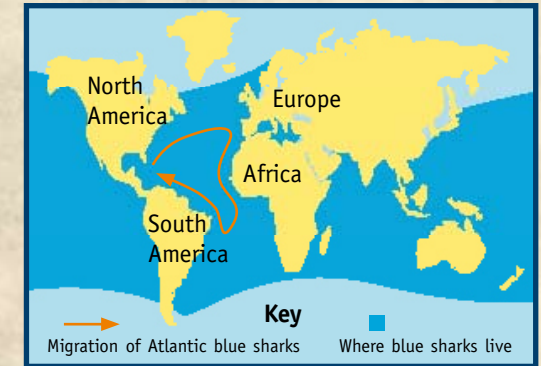 North
America
Europe
Africa
South
America
Key
Migration of Atlantic blue sharks
Where blue sharks live